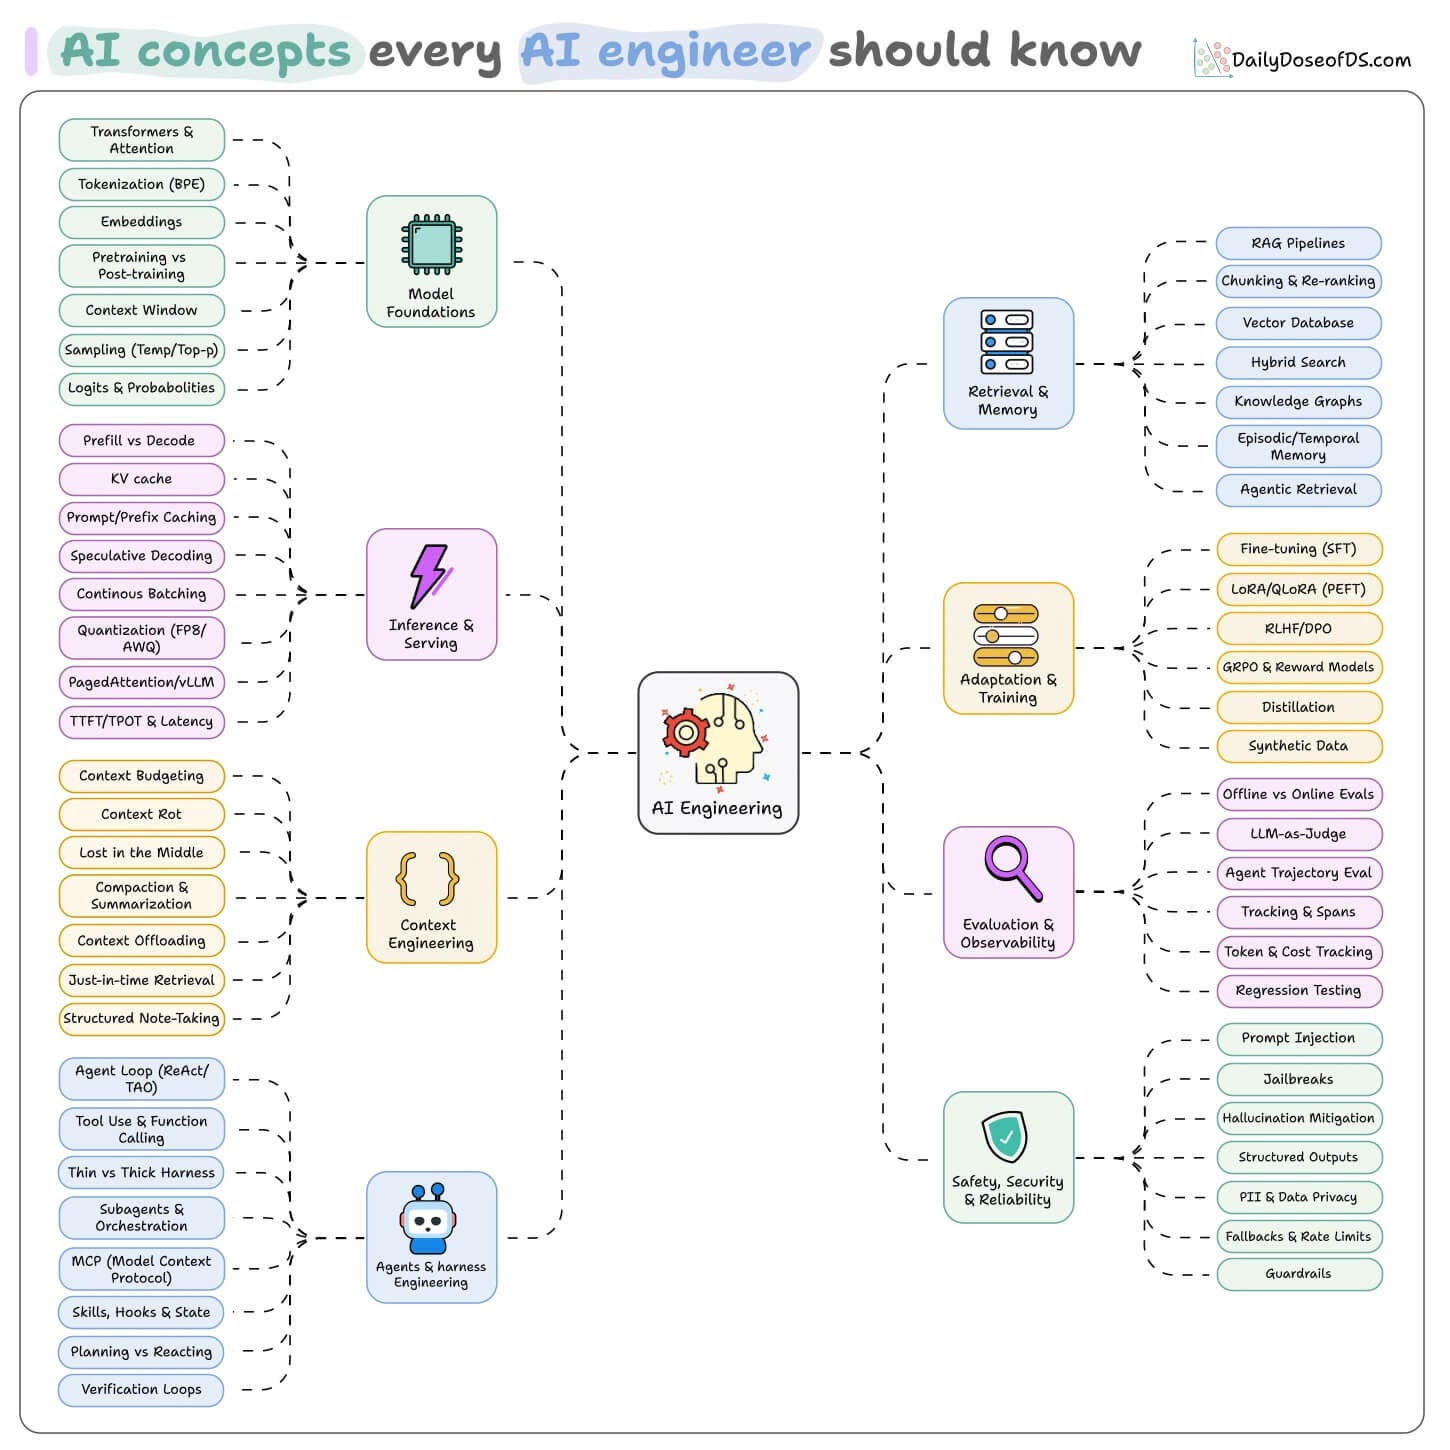 AI concepts every AI engineer should know
DailyDoseofDS.com
Transformers &
Attention
Tokenization (BPE)
Embeddings
Pretraining vs
Post-training
Context Window
Sampling (Temp/Top-p)
Logits & Probabolities
Model
Foundations
Prefill vs Decode
KV cache
Prompt/Prefix Caching
Speculative Decoding
Continous Batching
Quantization (FP8/
AWQ)
PagedAttention/vLLM
TTFT/TPOT & Latency
Inference &
Serving
Context Budgeting
Context Rot
Lost in the Middle
Compaction &
Summarization
Context Offloading
Just-in-time Retrieval
Structured Note-Taking
{ }
Context
Engineering
Agent Loop (ReAct/
TAO)
Tool Use & Function
Calling
Thin vs Thick Harness
Subagents &
Orchestration
MCP (Model Context
Protocol)
Skills, Hooks & State
Planning vs Reacting
Verification Loops
Agents & harness
Engineering
AI Engineering
Retrieval &
Memory
RAG Pipelines
Chunking & Re-ranking
Vector Database
Hybrid Search
Knowledge Graphs
Episodic/Temporal
Memory
Agentic Retrieval
Adaptation &
Training
Fine-tuning (SFT)
LoRA/QLoRA (PEFT)
RLHF/DPO
GRPO & Reward Models
Distillation
Synthetic Data
Evaluation &
Observability
Offline vs Online Evals
LLM-as-Judge
Agent Trajectory Eval
Tracking & Spans
Token & Cost Tracking
Regression Testing
Safety, Security
& Reliability
Prompt Injection
Jailbreaks
Hallucination Mitigation
Structured Outputs
PII & Data Privacy
Fallbacks & Rate Limits
Guardrails